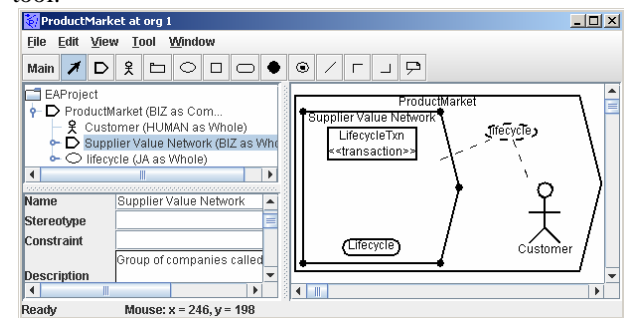 tool.
ProductMarket at org 1
File Edit View Tool Window
Main
EAProject
ProductMarket (BIZ as Com...
Customer (HUMAN as Whole)
Supplier Value Network (BIZ as Who
lifecycle (JA as Whole)
Name Supplier Value Network
Stereotype
Constraint
Description Group of companies called
ProductMarket
Supplier Value Network
LifecycleTxn
<<transaction>>
lifecycle
Lifecycle
Customer
Ready Mouse: x = 246, y = 198